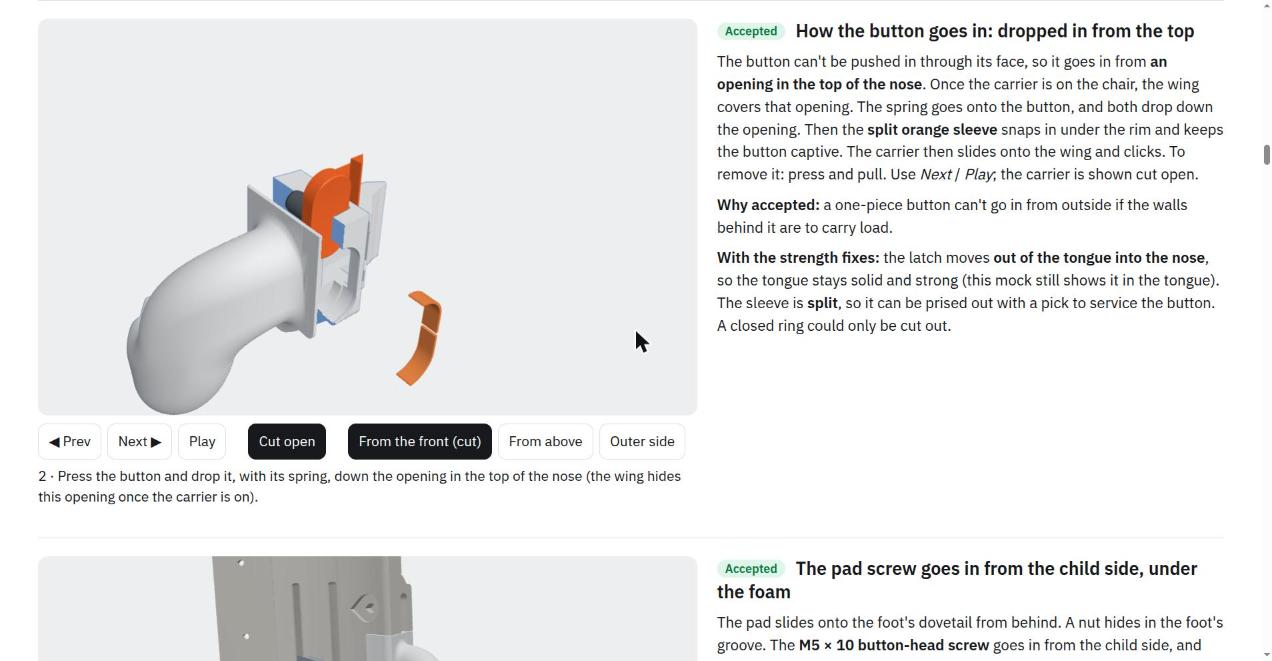 Accepted How the button goes in: dropped in from the top
The button can't be pushed in through its face, so it goes in from an
opening in the top of the nose. Once the carrier is on the chair, the wing
covers that opening. The spring goes onto the button, and both drop down
the opening. Then the split orange sleeve snaps in under the rim and keeps
the button captive. The carrier then slides onto the wing and clicks. To
remove it: press and pull. Use Next / Play; the carrier is shown cut open.
Why accepted: a one-piece button can't go in from outside if the walls
behind it are to carry load.
With the strength fixes: the latch moves out of the tongue into the nose,
so the tongue stays solid and strong (this mock still shows it in the tongue).
The sleeve is split, so it can be prised out with a pick to service the button.
A closed ring could only be cut out.
◀ Prev Next ▶ Play Cut open From the front (cut) From above Outer side
2 · Press the button and drop it, with its spring, down the opening in the top of the nose (the wing hides
this opening once the carrier is on).
Accepted The pad screw goes in from the child side, under
the foam
The pad slides onto the foot's dovetail from behind. A nut hides in the foot's
groove. The M5 × 10 button-head screw goes in from the child side, and